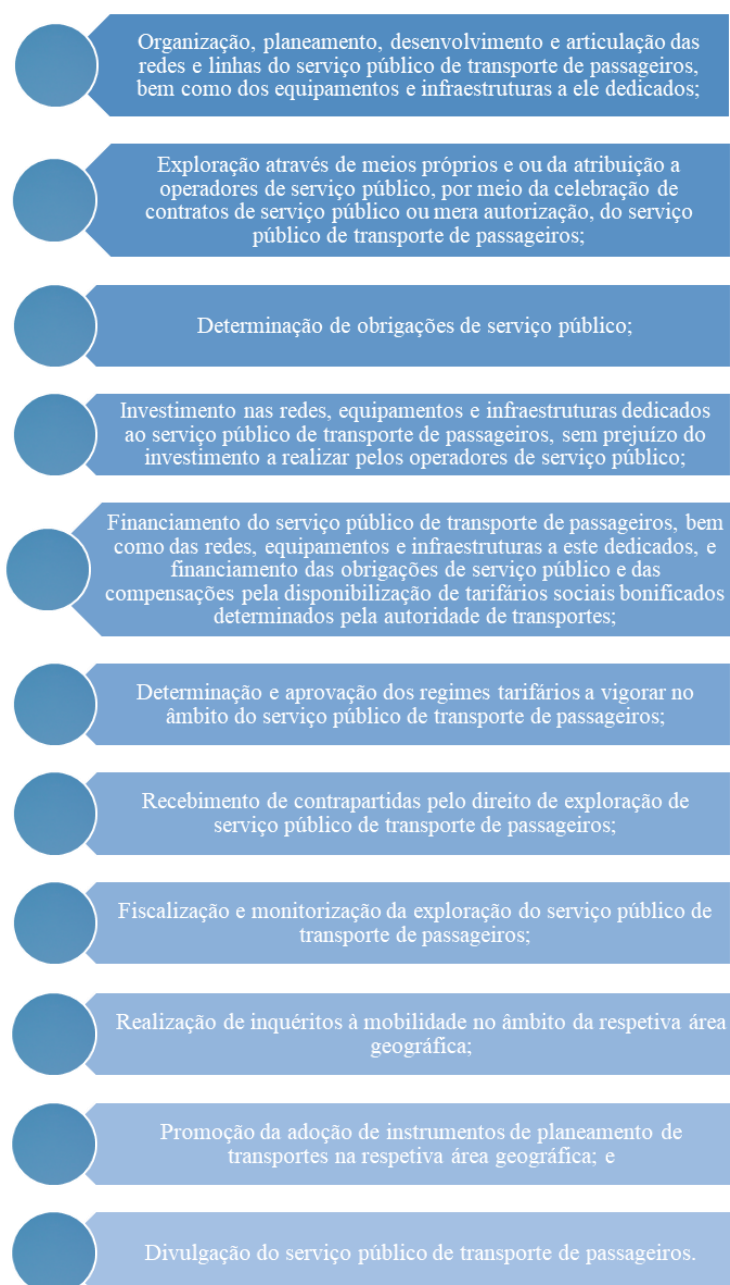 Organização, planeamento, desenvolvimento e articulação das
redes e linhas do serviço público de transporte de passageiros,
bem como dos equipamentos e infraestruturas a ele dedicados;
Exploração através de meios próprios e ou da atribuição a
operadores de serviço público, por meio da celebração de
contratos de serviço público ou mera autorização, do serviço
público de transporte de passageiros;
Determinação de obrigações de serviço público;
Investimento nas redes, equipamentos e infraestruturas dedicados
ao serviço público de transporte de passageiros, sem prejuízo do
investimento a realizar pelos operadores de serviço público;
Financiamento do serviço público de transporte de passageiros, bem
como das redes, equipamentos e infraestruturas a este dedicados, e
financiamento das obrigações de serviço público e das
compensações pela disponibilização de tarifários sociais bonificados
determinados pela autoridade de transportes;
Determinação e aprovação dos regimes tarifários a vigorar no
âmbito do serviço público de transporte de passageiros;
Recebimento de contrapartidas pelo direito de exploração de
serviço público de transporte de passageiros;
Fiscalização e monitorização da exploração do serviço público de
transporte de passageiros;
Realização de inquéritos à mobilidade no âmbito da respetiva área
geográfica;
Promoção da adoção de instrumentos de planeamento de
transportes na respetiva área geográfica; e
Divulgação do serviço público de transporte de passageiros.